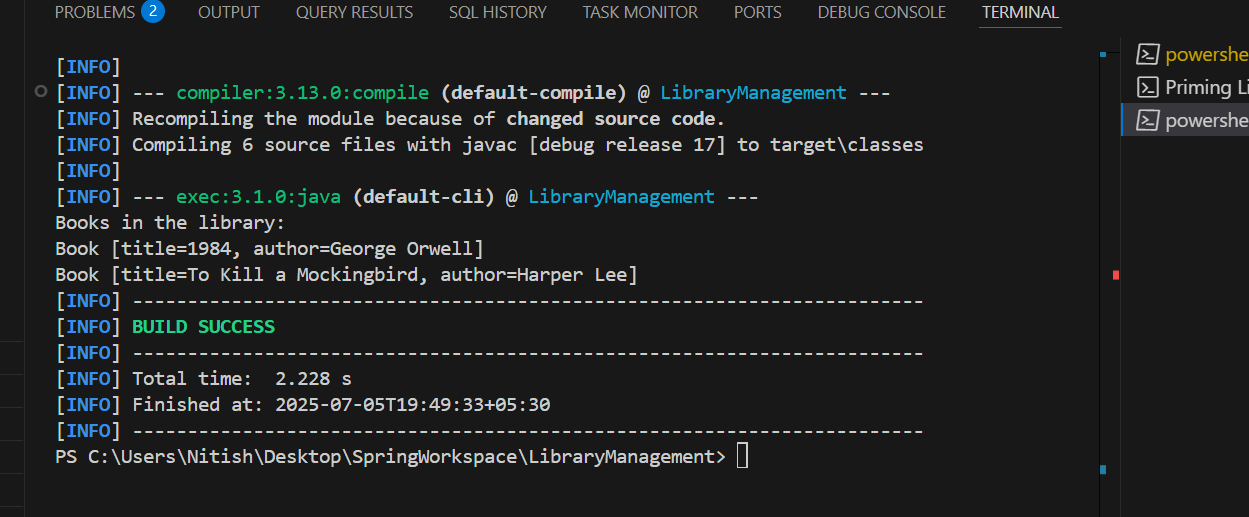 PROBLEMS 2 OUTPUT QUERY RESULTS SQL HISTORY TASK MONITOR PORTS DEBUG CONSOLE TERMINAL
[INFO]
[INFO] --- compiler:3.13.0:compile (default-compile) @ LibraryManagement ---
[INFO] Recompiling the module because of changed source code.
[INFO] Compiling 6 source files with javac [debug release 17] to target\classes
[INFO]
[INFO] --- exec:3.1.0:java (default-cli) @ LibraryManagement ---
Books in the library:
Book [title=1984, author=George Orwell]
Book [title=To Kill a Mockingbird, author=Harper Lee]
[INFO] ------------------------------------------------------------------------
[INFO] BUILD SUCCESS
[INFO] ------------------------------------------------------------------------
[INFO] Total time:  2.228 s
[INFO] Finished at: 2025-07-05T19:49:33+05:30
[INFO] ------------------------------------------------------------------------
PS C:\Users\Nitish\Desktop\SpringWorkspace\LibraryManagement>
powershe
Priming Li
powershe